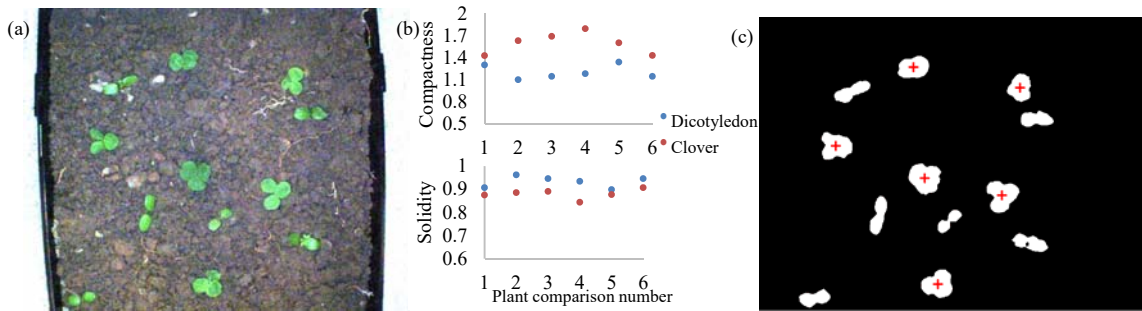 (a)
(b)
Compactness
2
1.7
1.4
1.1
0.8
0.5
1 2 3 4 5 6
Dicotyledon
Clover
Solidity
1
0.9
0.8
0.7
0.6
1 2 3 4 5 6
Plant comparison number
(c)